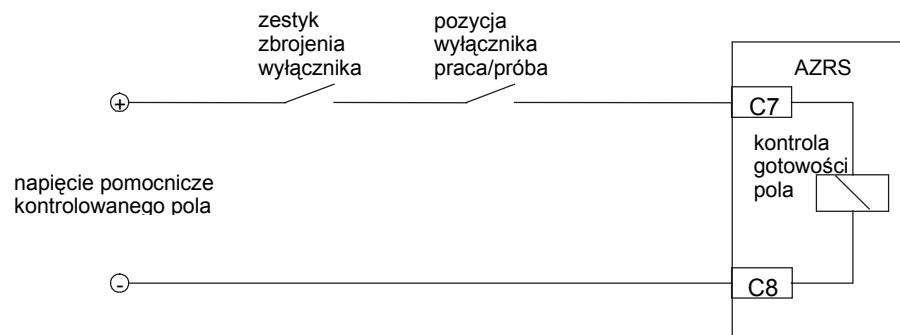 zestyk
zbrojenia
wyłącznika
pozycja
wyłącznika
praca/próba
AZRS
+
C7
kontrola
gotowości
pola
napięcie pomocnicze
kontrolowanego pola
-
C8